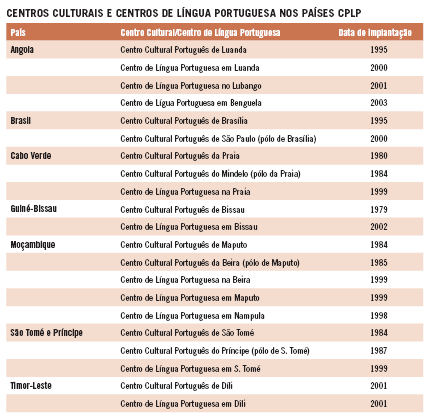 CENTROS CULTURAIS E CENTROS DE LÍNGUA PORTUGUESA NOS PAÍSES CPLP
País Centro Cultural/Centro de Língua Portuguesa Data de implantação
Angola Centro Cultural Português de Luanda 1995
Centro de Língua Portuguesa em Luanda 2000
Centro de Língua Portuguesa no Lubango 2001
Centro de Lígua Portuguesa em Benguela 2003
Brasil Centro Cultural Português de Brasília 1995
Centro Cultural Português de São Paulo (pólo de Brasília) 2000
Cabo Verde Centro Cultural Português da Praia 1980
Centro Cultural Português do Mindelo (pólo da Praia) 1984
Centro de Língua Portuguesa na Praia 1999
Guiné-Bissau Centro Cultural Português de Bissau 1979
Centro de Língua Portuguesa em Bissau 2002
Moçambique Centro Cultural Português de Maputo 1984
Centro Cultural Português da Beira (pólo de Maputo) 1985
Centro de Língua Portuguesa na Beira 1999
Centro de Língua Portuguesa em Maputo 1999
Centro de Língua Portuguesa em Nampula 1998
São Tomé e Príncipe Centro Cultural Português de São Tomé 1984
Centro Cultural Português do Príncipe (pólo de S. Tomé) 1987
Centro de Língua Portuguesa em S. Tomé 1999
Timor-Leste Centro Cultural Português de Díli 2001
Centro de Língua Portuguesa em Díli 2001